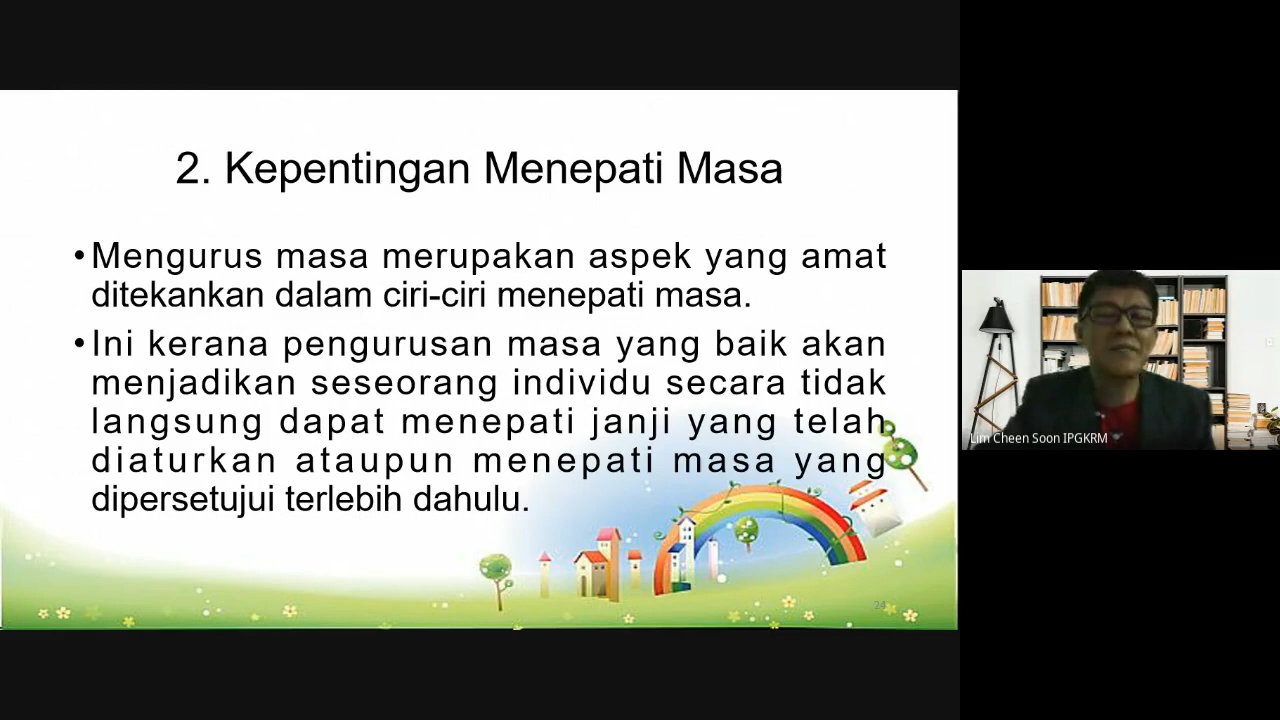 2. Kepentingan Menepati Masa
•Mengurus masa merupakan aspek yang amat
ditekankan dalam ciri-ciri menepati masa.
•Ini kerana pengurusan masa yang baik akan
menjadikan seseorang individu secara tidak
langsung dapat menepati janji yang telah
diaturkan ataupun menepati masa yang
dipersetujui terlebih dahulu.
Lim Cheen Soon IPGKRM